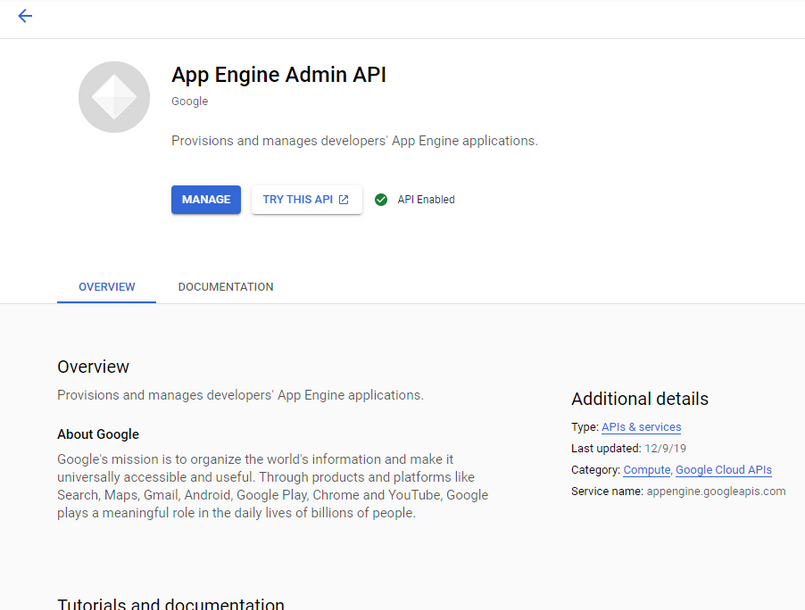 App Engine Admin API
Google
Provisions and manages developers' App Engine applications.
MANAGE
TRY THIS API
API Enabled
OVERVIEW
DOCUMENTATION
Overview
Provisions and manages developers' App Engine applications.
About Google
Google's mission is to organize the world's information and make it
universally accessible and useful. Through products and platforms like
Search, Maps, Gmail, Android, Google Play, Chrome and YouTube, Google
plays a meaningful role in the daily lives of billions of people.
Additional details
Type: APIs & services
Last updated: 12/9/19
Category: Compute, Google Cloud APIs
Service name: appengine.googleapis.com
Tutorials and documentation